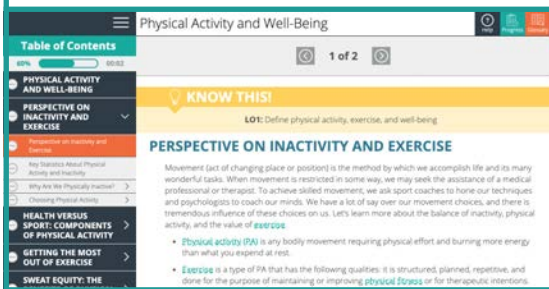 Physical Activity and Well-Being
Help
Progress
Glossary
Table of Contents
60%
00:02
1 of 2
PHYSICAL ACTIVITY
AND WELL-BEING
PERSPECTIVE ON
INACTIVITY AND
EXERCISE
Perspective on Inactivity and
Exercise
Key Statistics About Physical
Activity and Inactivity
Why Are We Physically Inactive?
Choosing Physical Activity
HEALTH VERSUS
SPORT: COMPONENTS
OF PHYSICAL ACTIVITY
GETTING THE MOST
OUT OF EXERCISE
SWEAT EQUITY: THE
KNOW THIS!
LO1: Define physical activity, exercise, and well-being
PERSPECTIVE ON INACTIVITY AND EXERCISE
Movement (act of changing place or position) is the method by which we accomplish life and its many
wonderful tasks. When movement is restricted in some way, we may seek the assistance of a medical
professional or therapist. To achieve skilled movement, we ask sport coaches to hone our techniques
and psychologists to coach our minds. We have a lot of say over our movement choices, and there is
tremendous influence of these choices on us. Let's learn more about the balance of inactivity, physical
activity, and the value of exercise.
• Physical activity (PA) is any bodily movement requiring physical effort and burning more energy
than what you expend at rest.
• Exercise is a type of PA that has the following qualities: it is structured, planned, repetitive, and
done for the purpose of maintaining or improving physical fitness or for therapeutic intentions.